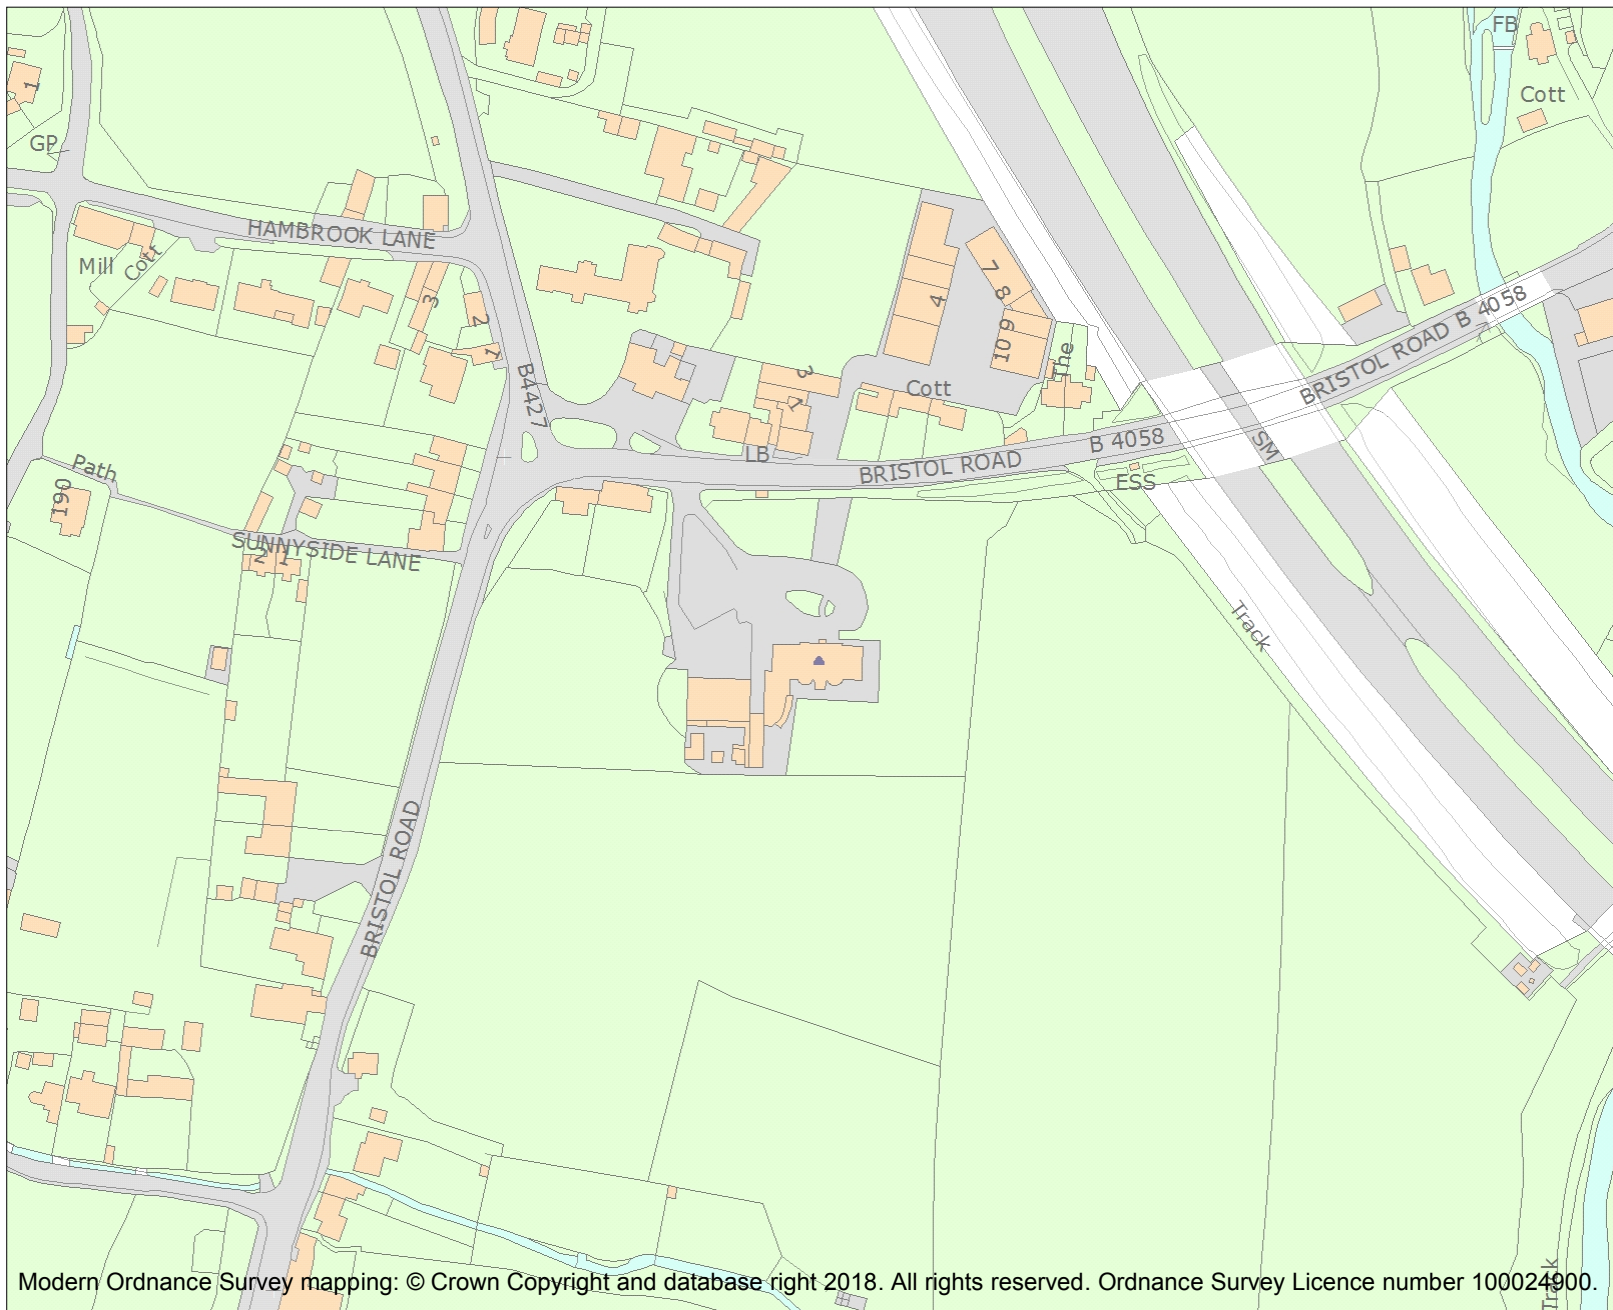 FB
1
Cott
GP
HAMBROOK LANE
Mill
Cott
3
2
1
7
8
4
9
10
The
BRISTOL ROAD
B 4058
B4427
3
1
Cott
LB
BRISTOL ROAD
B 4058
SM
ESS
Path
190
SUNNYSIDE LANE
2
1
Track
BRISTOL ROAD
Track
Modern Ordnance Survey mapping: © Crown Copyright and database right 2018. All rights reserved. Ordnance Survey Licence number 100024900.